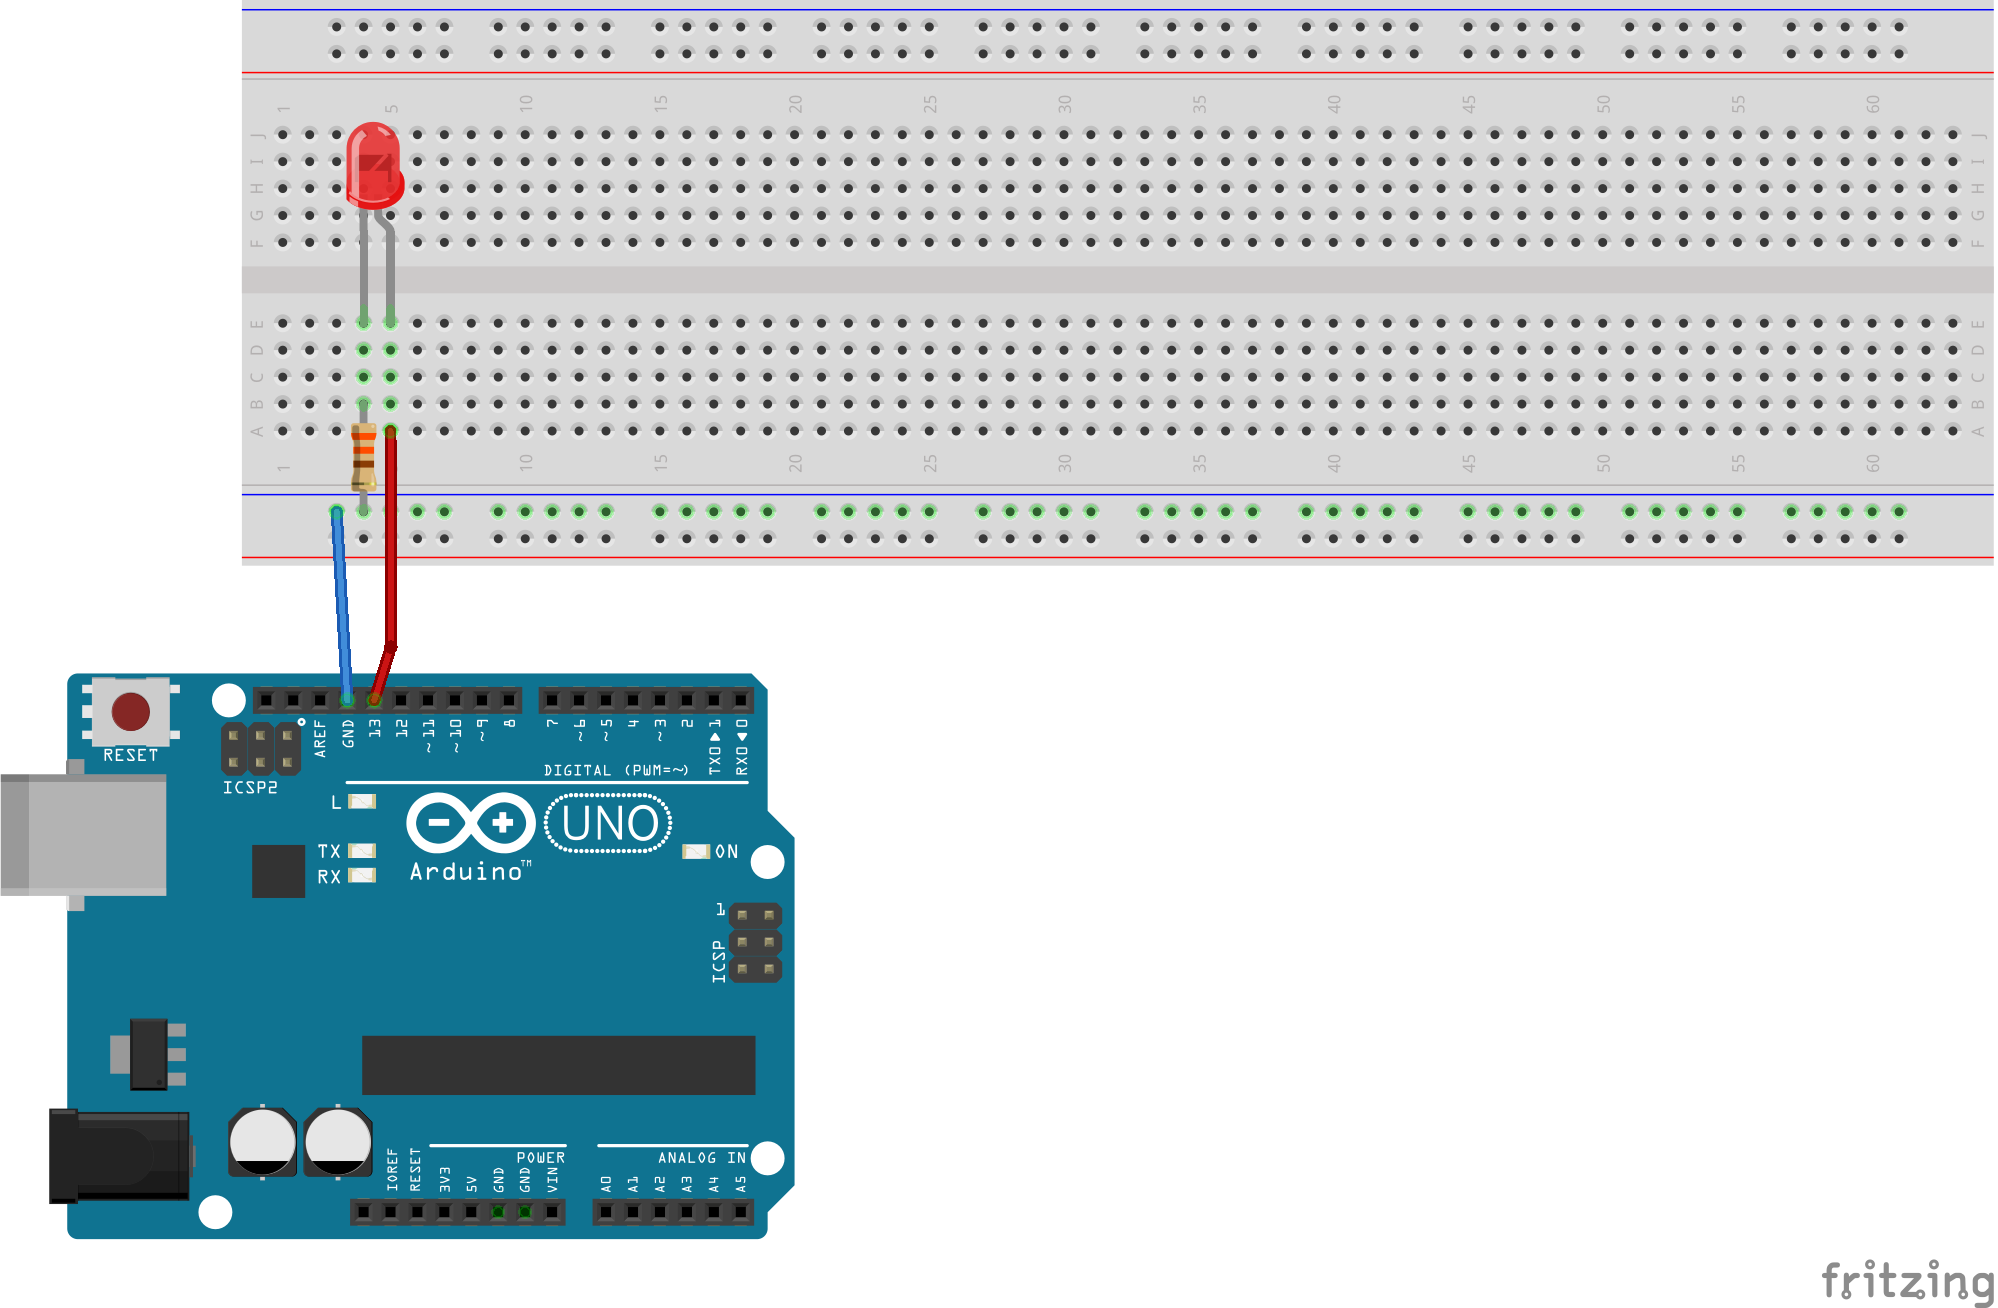 1 5 10 15 20 25 30 35 40 45 50 55 60
J J
I I
H H
G G
F F
E E
D D
C C
B B
A A
1 10 15 20 25 30 35 40 45 50 55 60
RESET
ICSP2
AREF
GND
13
12
~11
~10
~9
8
7
~6
~5
4
~3
2
TX0▶1
RX0◀0
DIGITAL (PWM=~)
L
TX
RX
UNO
Arduino™
ON
1
ICSP
IOREF
RESET
3V3
5V
GND
GND
VIN
POWER
A0
A1
A2
A3
A4
A5
ANALOG IN
fritzing